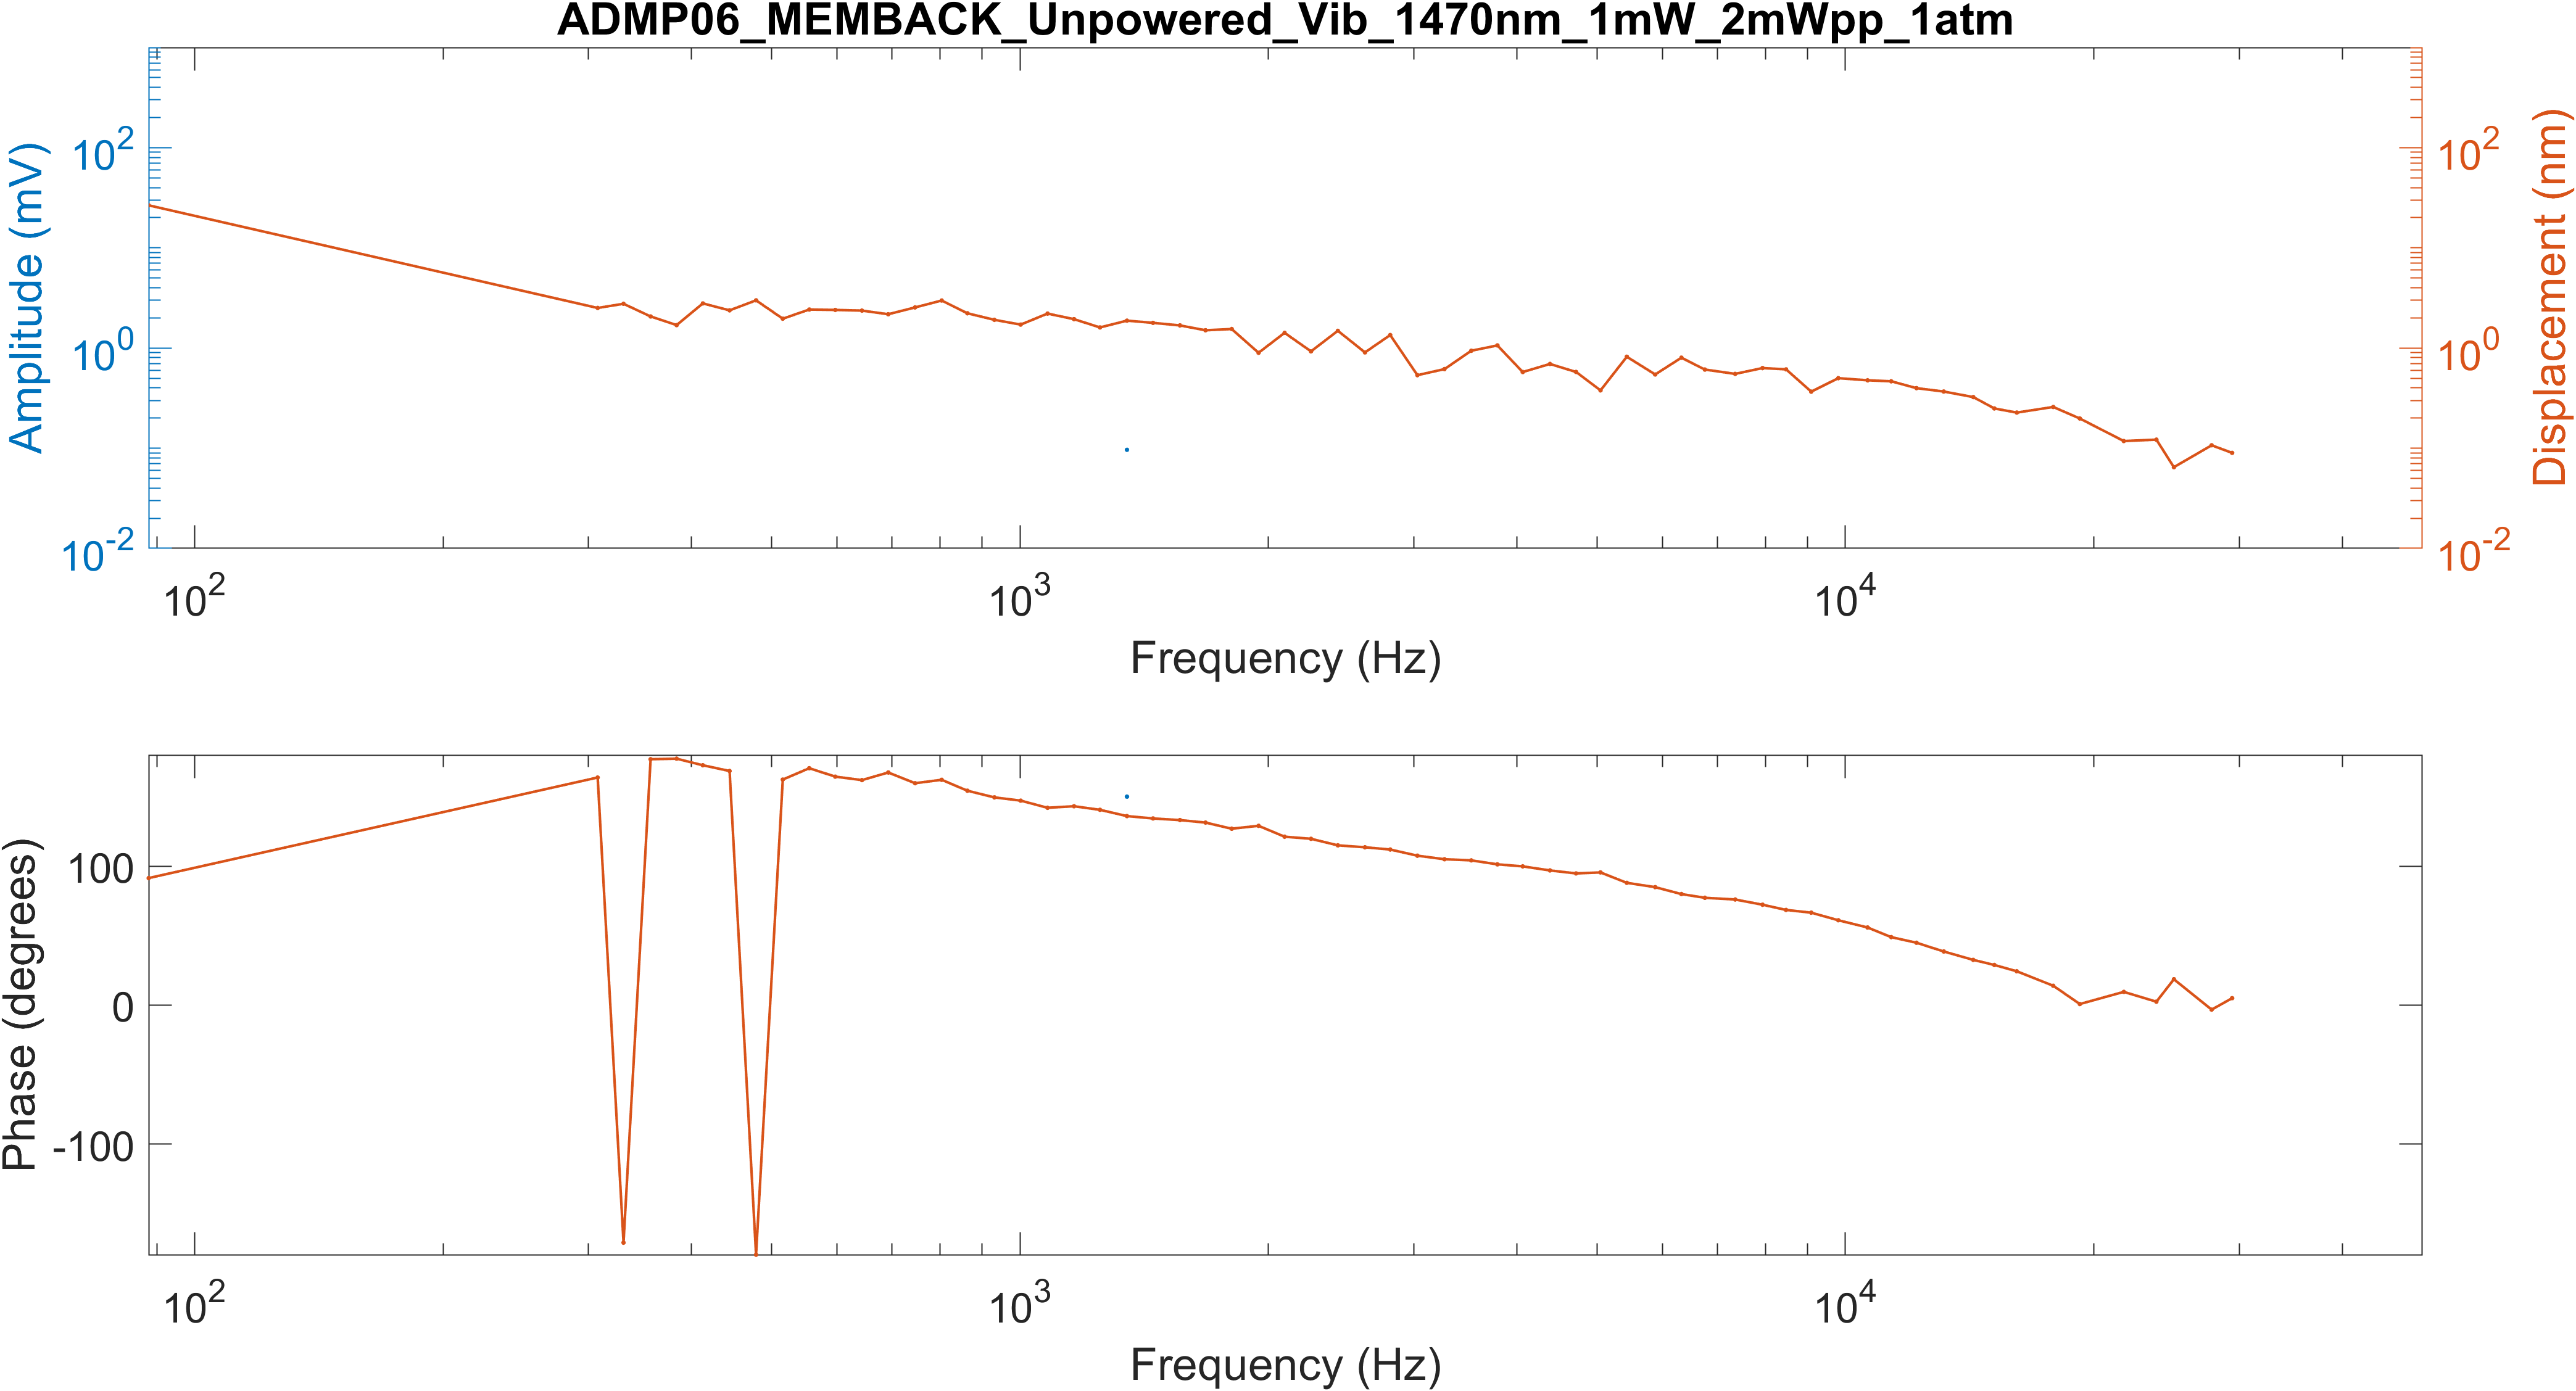 ADMP06_MEMBACK_Unpowered_Vib_1470nm_1mW_2mWpp_1atm
Amplitude (mV)
10^2
10^0
10^-2
Displacement (nm)
10^2
10^0
10^-2
10^2 10^3 10^4
Frequency (Hz)
Phase (degrees)
100
0
-100
10^2 10^3 10^4
Frequency (Hz)